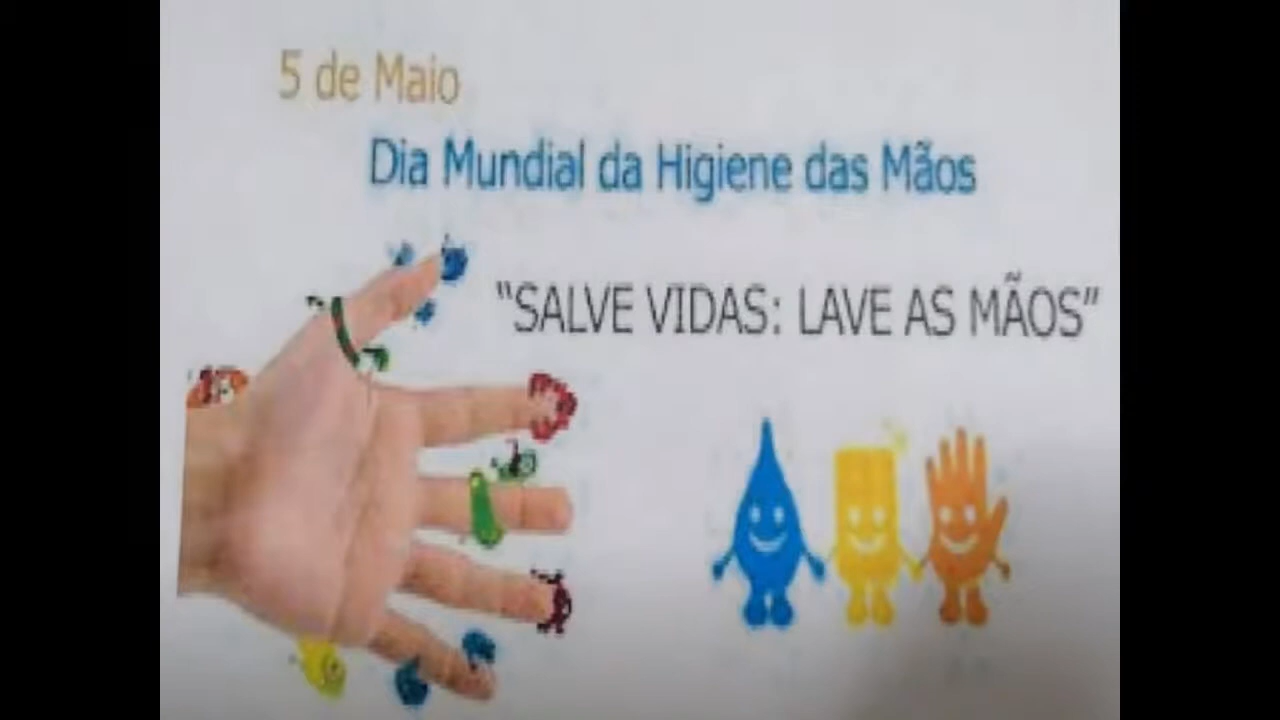 5 de Maio
Dia Mundial da Higiene das Mãos
“SALVE VIDAS: LAVE AS MÃOS”